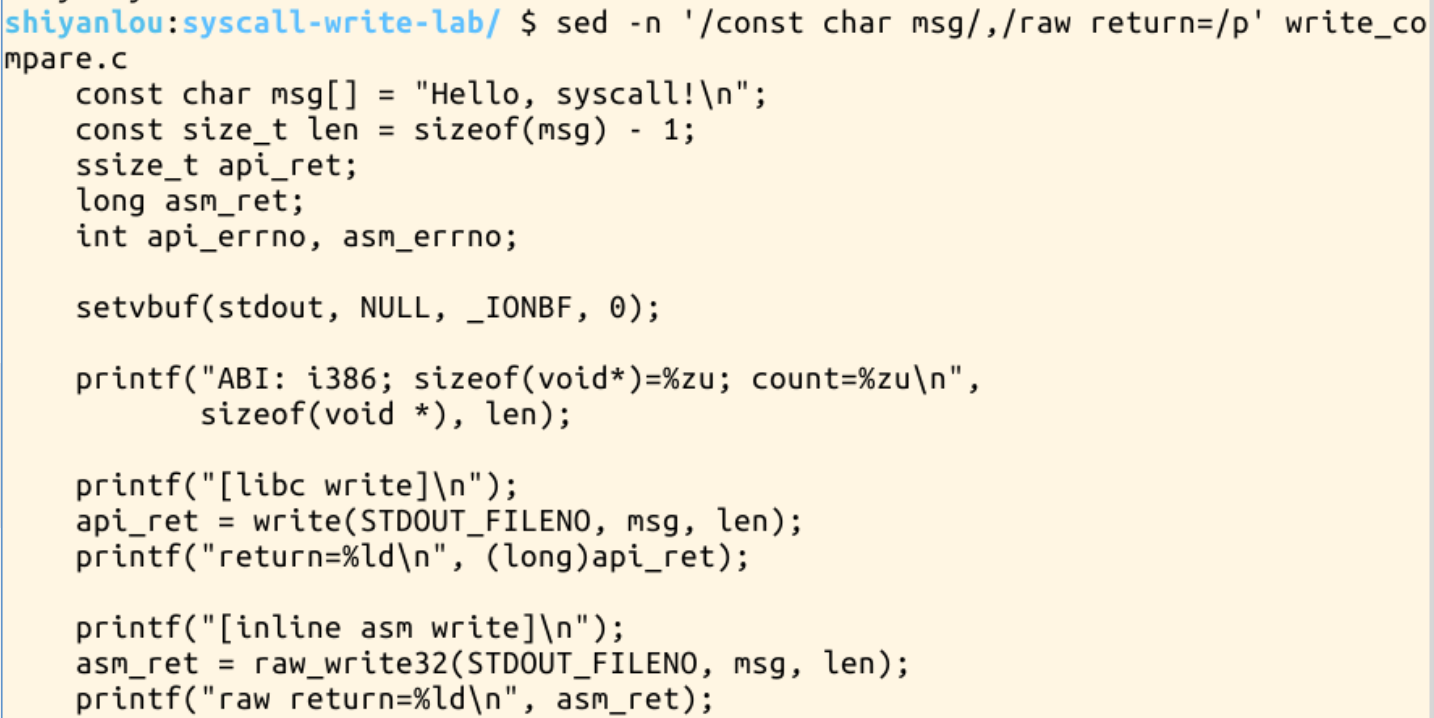 shiyanlou:syscall-write-lab/ $ sed -n '/const char msg/,/raw return=/p' write_co
mpare.c
    const char msg[] = "Hello, syscall!\n";
    const size_t len = sizeof(msg) - 1;
    ssize_t api_ret;
    long asm_ret;
    int api_errno, asm_errno;

    setvbuf(stdout, NULL, _IONBF, 0);

    printf("ABI: i386; sizeof(void*)=%zu; count=%zu\n",
           sizeof(void *), len);

    printf("[libc write]\n");
    api_ret = write(STDOUT_FILENO, msg, len);
    printf("return=%ld\n", (long)api_ret);

    printf("[inline asm write]\n");
    asm_ret = raw_write32(STDOUT_FILENO, msg, len);
    printf("raw return=%ld\n", asm_ret);